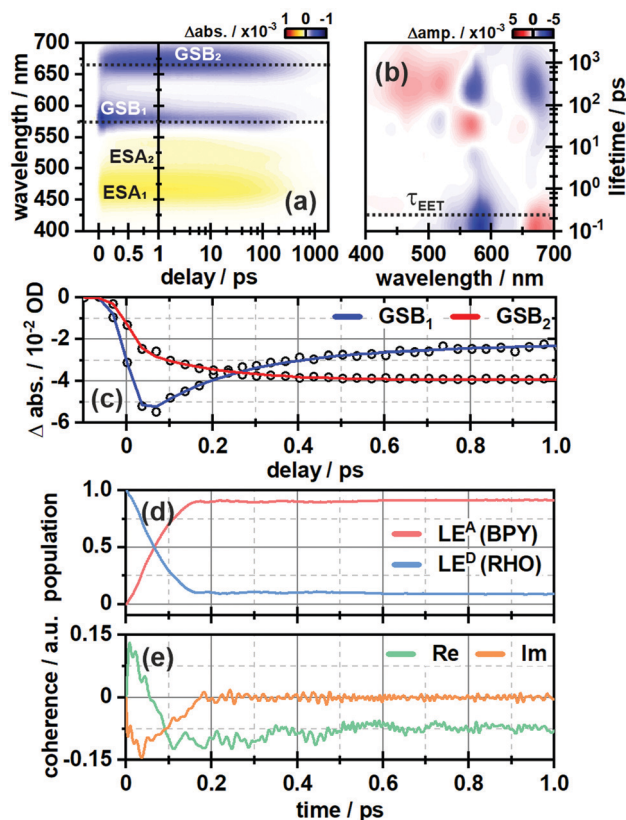 Δabs. / x10⁻³ 1 0 -1
Δamp. / x10⁻³ 5 0 -5
700
650
600
550
500
450
400
wavelength / nm
GSB₂
GSB₁
ESA₂
ESA₁
(a)
0 0.5 1 10 100 1000
delay / ps
(b)
τEET
10³
10²
10¹
10⁰
10⁻¹
lifetime / ps
400 500 600 700
wavelength / nm
0
-2
-4
-6
Δ abs. / 10⁻² OD
GSB₁ GSB₂
(c)
0 0.2 0.4 0.6 0.8 1.0
delay / ps
1.0
0.5
0
population
(d)
LEᴬ (BPY)
LEᴰ (RHO)
0.15
0
-0.15
coherence / a.u.
(e)
Re Im
0 0.2 0.4 0.6 0.8 1.0
time / ps